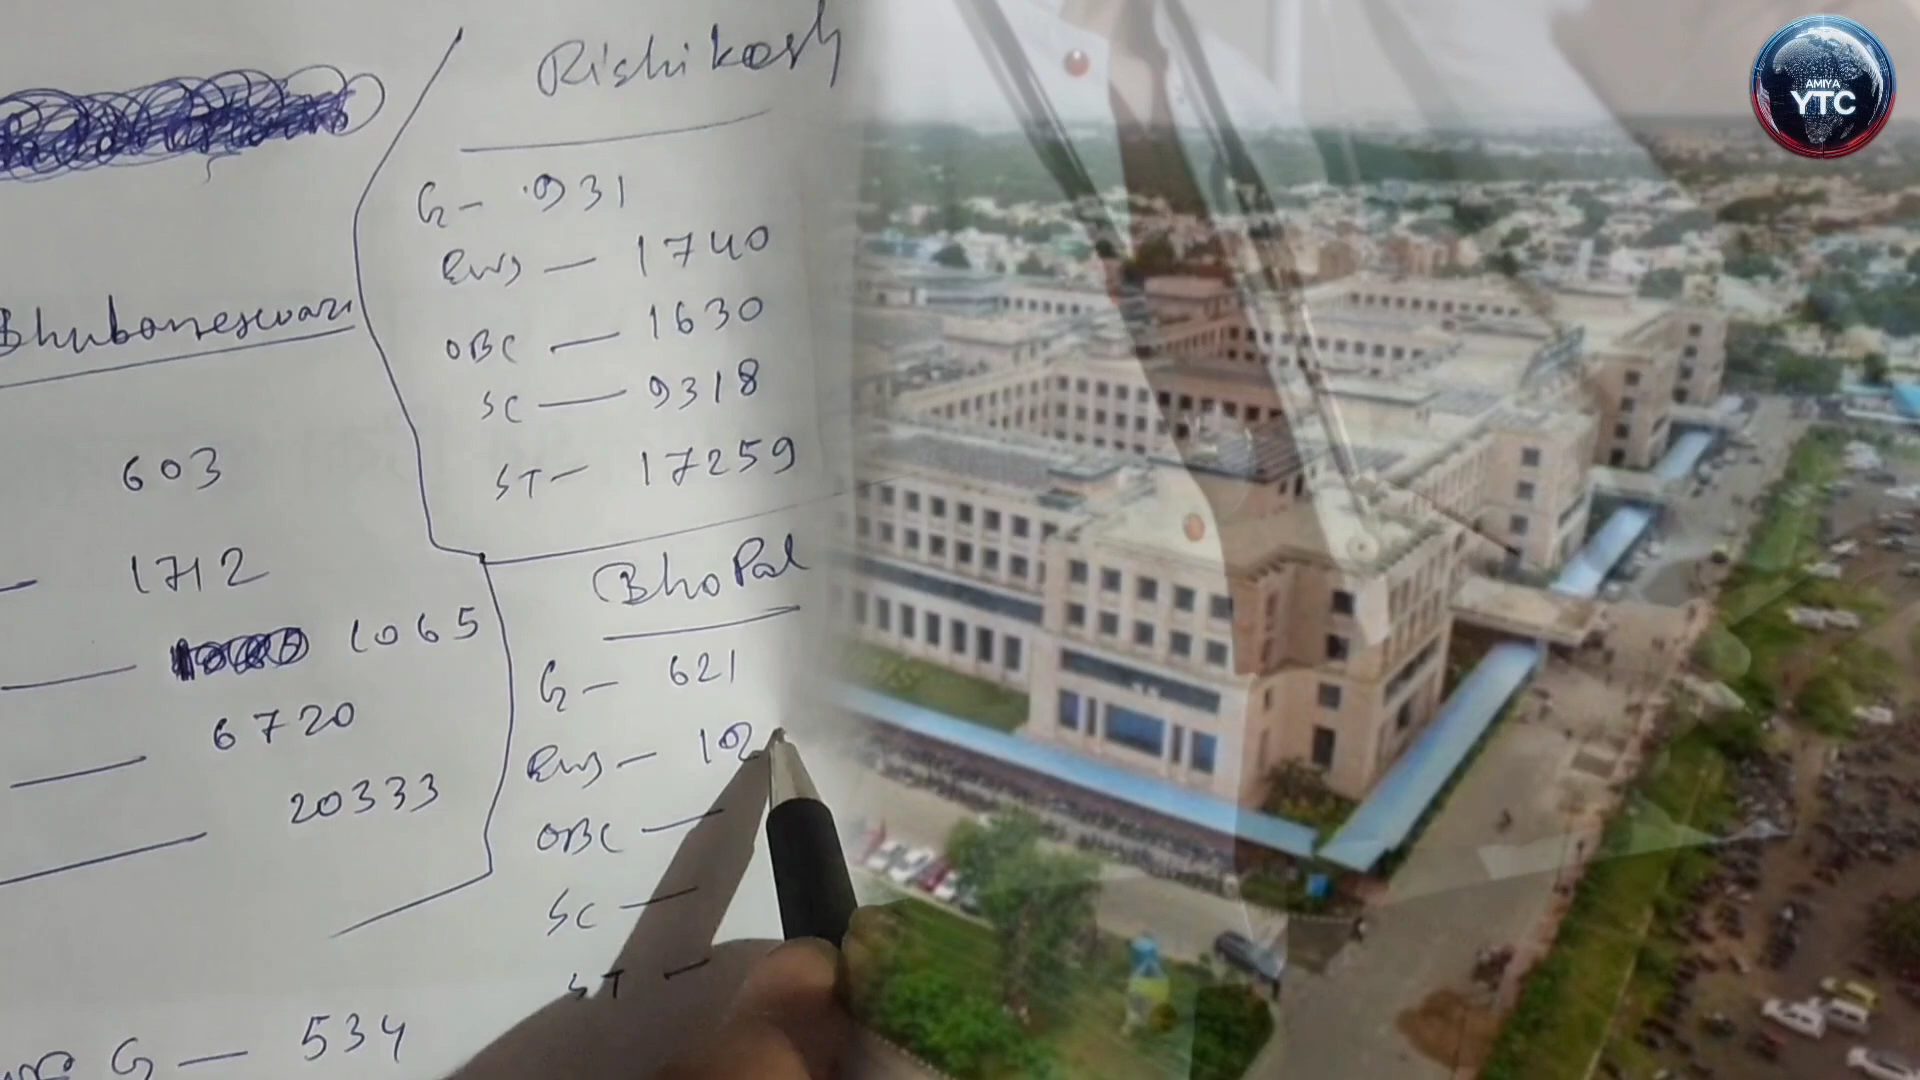 Rishikesh
G - 931
EWS - 1740
OBC - 1630
SC - 9318
ST - 17259
Bhubaneswar
603
1712
1065
6720
20333
BhoPal
G - 621
EWS -
OBC -
SC -
ST -
G - 534
AMIYA
YTC